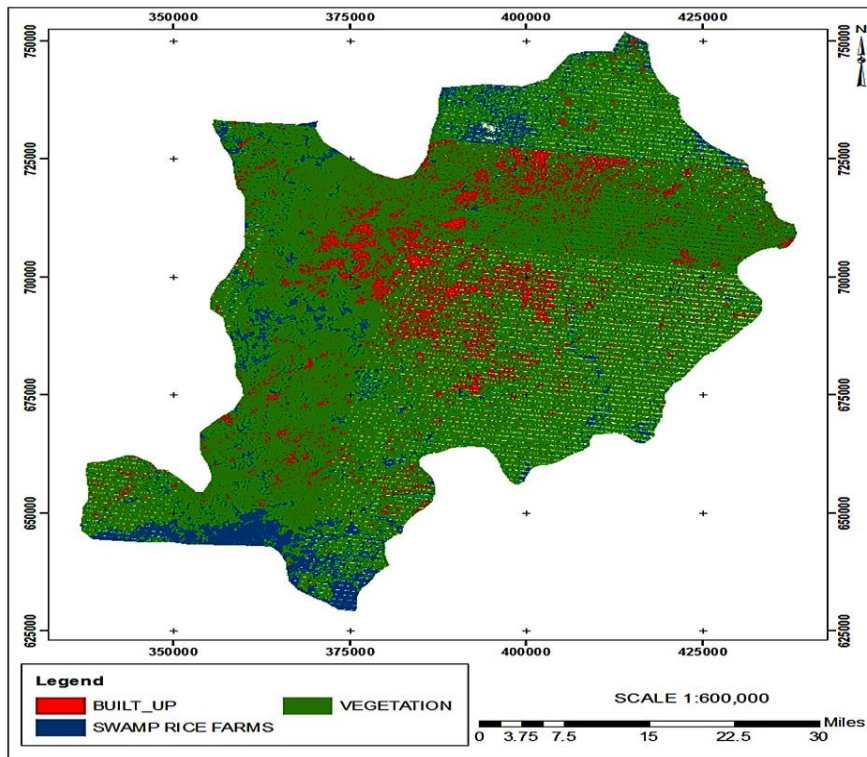 350000 375000 400000 425000
N
750000 750000
725000 725000
700000 700000
675000 675000
650000 650000
625000 625000
350000 375000 400000 425000
Legend
BUILT_UP VEGETATION
SWAMP RICE FARMS
SCALE 1:600,000
Miles
0 3.75 7.5 15 22.5 30